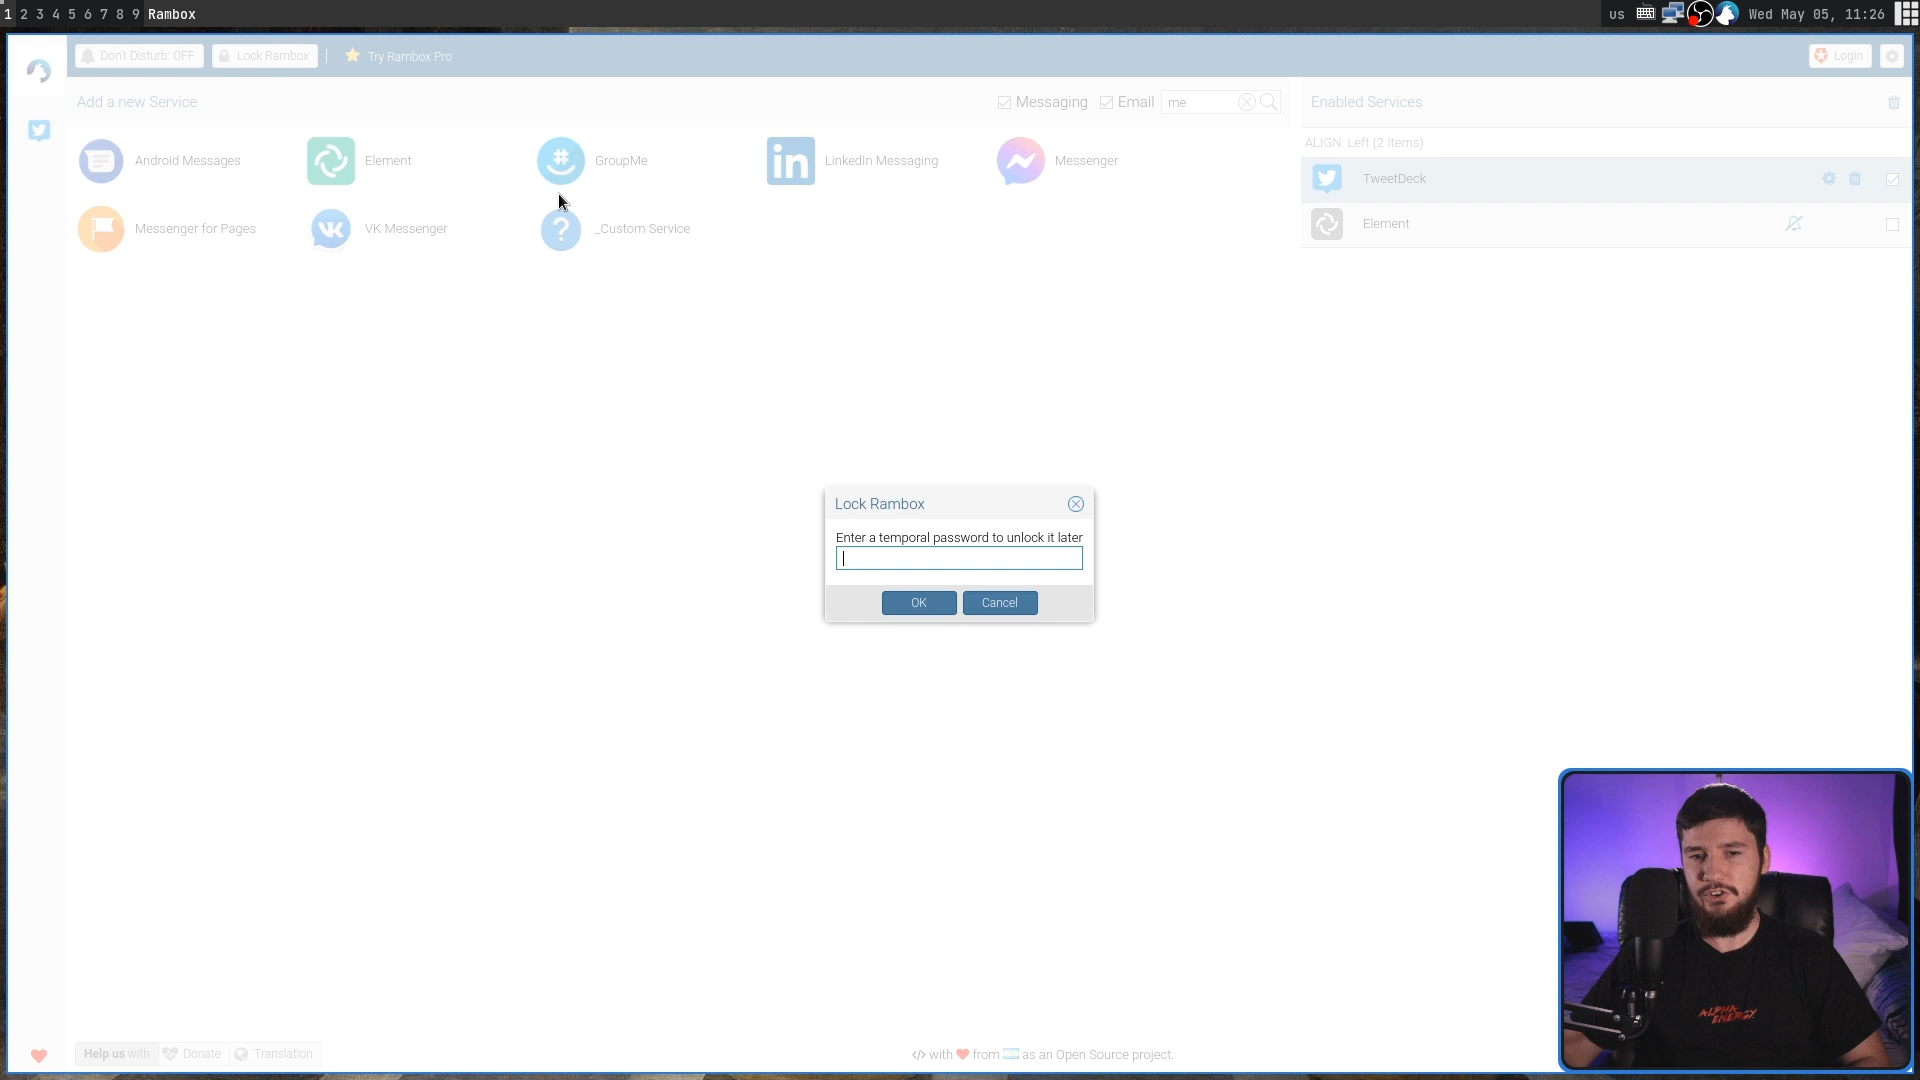 1 2 3 4 5 6 7 8 9 Rambox
us
Wed May 05, 11:26
Don't Disturb: OFF
Lock Rambox
Try Rambox Pro
Login
Add a new Service
Messaging
Email
me
Enabled Services
ALIGN: Left (2 Items)
Android Messages
Element
GroupMe
LinkedIn Messaging
Messenger
TweetDeck
Messenger for Pages
VK Messenger
_Custom Service
Element
Lock Rambox
Enter a temporal password to unlock it later
OK
Cancel
ALPHA
ENERGY
Help us with
Donate
Translation
</> with ❤ from 🇦🇷 as an Open Source project.